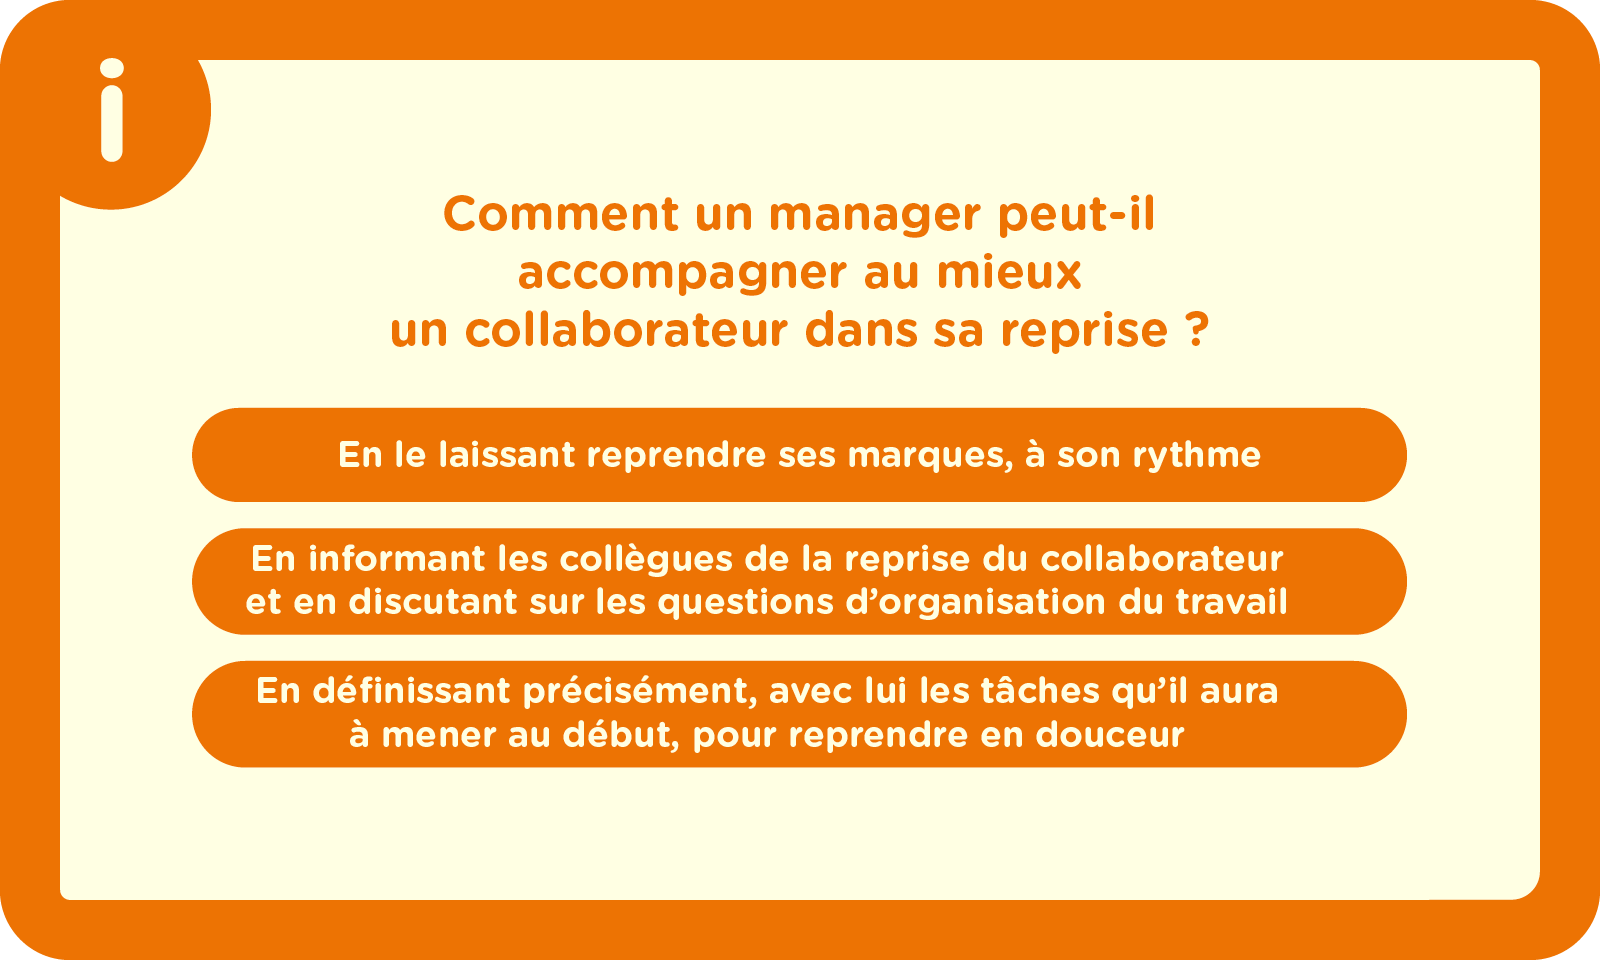 i
Comment un manager peut-il
accompagner au mieux
un collaborateur dans sa reprise ?
En le laissant reprendre ses marques, à son rythme
En informant les collègues de la reprise du collaborateur
et en discutant sur les questions d’organisation du travail
En définissant précisément, avec lui les tâches qu’il aura
à mener au début, pour reprendre en douceur